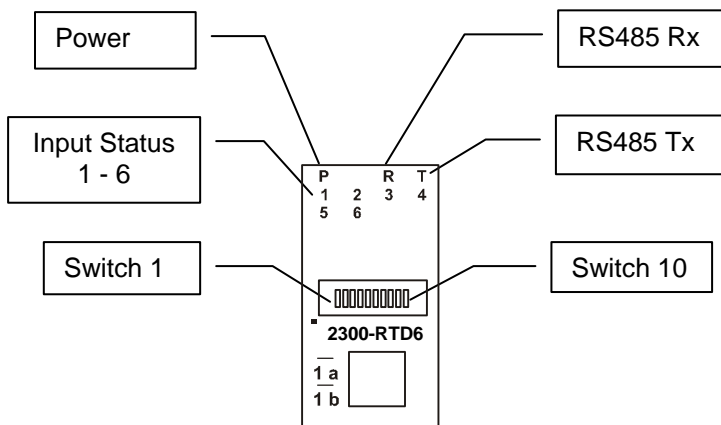 Power
RS485 Rx
Input Status
1 - 6
RS485 Tx
P R T
1 2 3 4
5 6
Switch 1
Switch 10
2300-RTD6
1 a
1 b